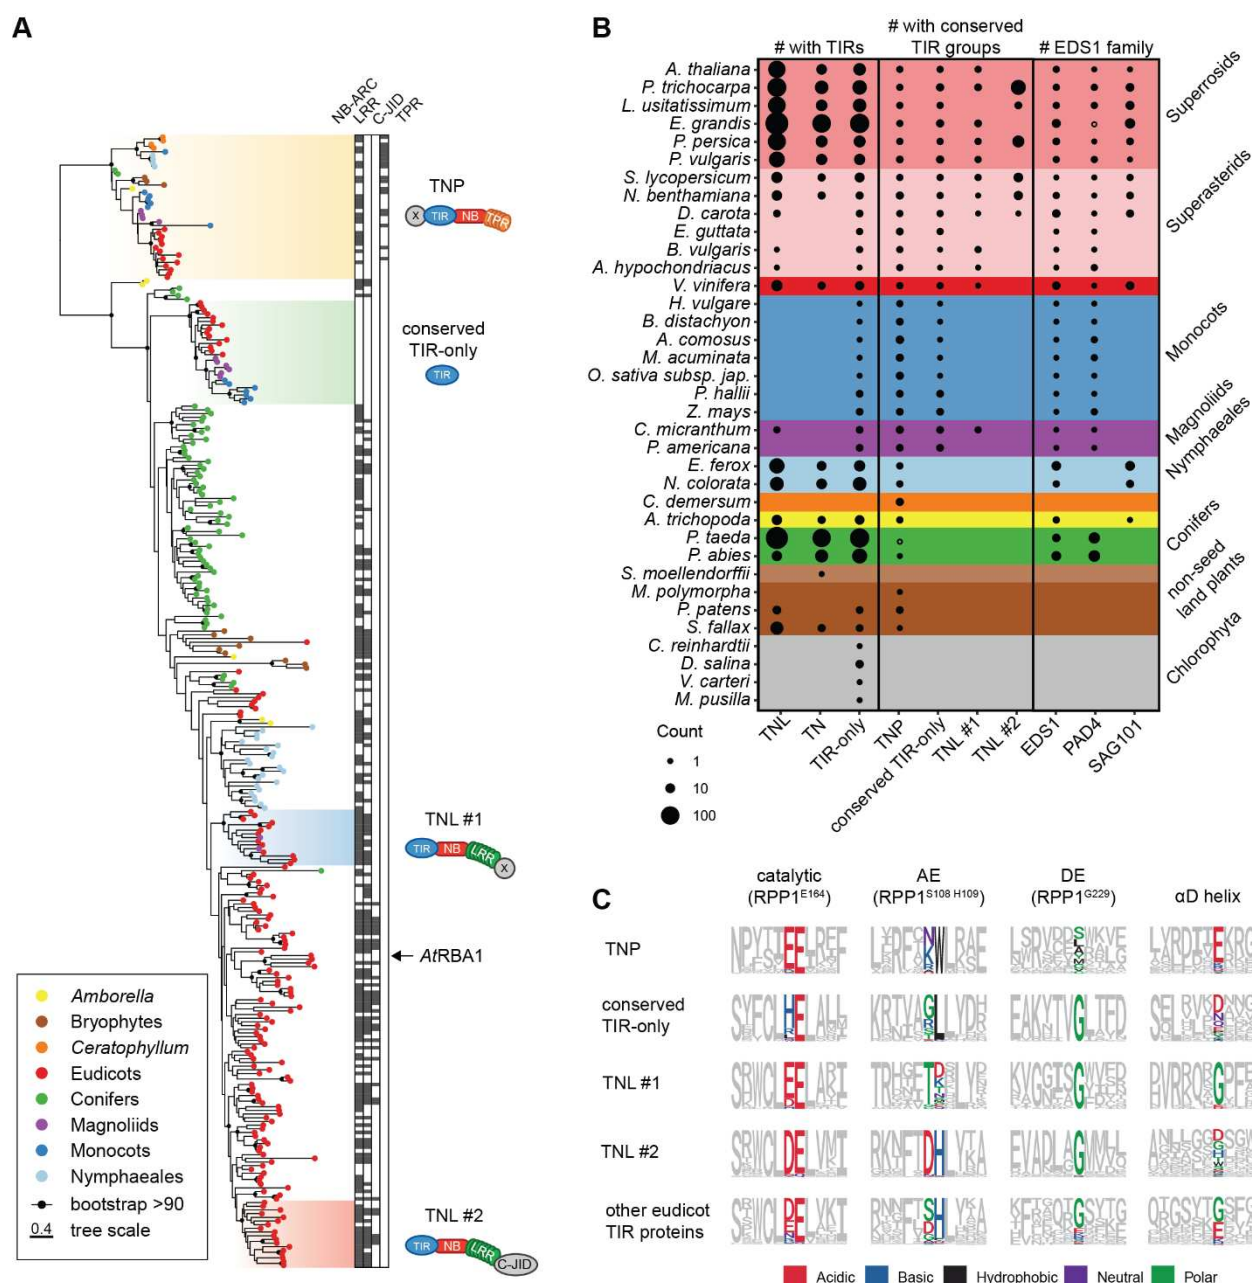 A
NB-ARC
LRR
C-JID
TPR
TNP
X TIR NB TPR
conserved
TIR-only
TIR
TNL #1
TIR NB LRR X
AtRBA1
TNL #2
TIR NB LRR C-JID
Amborella
Bryophytes
Ceratophyllum
Eudicots
Conifers
Magnoliids
Monocots
Nymphaeales
bootstrap >90
0.4 tree scale
B
# with TIRs
# with conserved
TIR groups
# EDS1 family
A. thaliana
P. trichocarpa
L. usitatissimum
E. grandis
P. persica
P. vulgaris
S. lycopersicum
N. benthamiana
D. carota
E. guttata
B. vulgaris
A. hypochondriacus
V. vinifera
H. vulgare
B. distachyon
A. comosus
M. acuminata
O. sativa subsp. jap.
P. hallii
Z. mays
C. micranthum
P. americana
E. ferox
N. colorata
C. demersum
A. trichopoda
P. taeda
P. abies
S. moellendorffii
M. polymorpha
P. patens
S. fallax
C. reinhardtii
D. salina
V. carteri
M. pusilla
Superrosids
Superasterids
Monocots
Magnoliids
Nymphaeales
Conifers
non-seed
land plants
Chlorophyta
TNL
TN
TIR-only
TNP
conserved TIR-only
TNL #1
TNL #2
EDS1
PAD4
SAG101
Count
1
10
100
C
catalytic
(RPP1E164)
AE
(RPP1S108 H109)
DE
(RPP1G229)
αD helix
TNP
conserved
TIR-only
TNL #1
TNL #2
other eudicot
TIR proteins
Acidic Basic Hydrophobic Neutral Polar